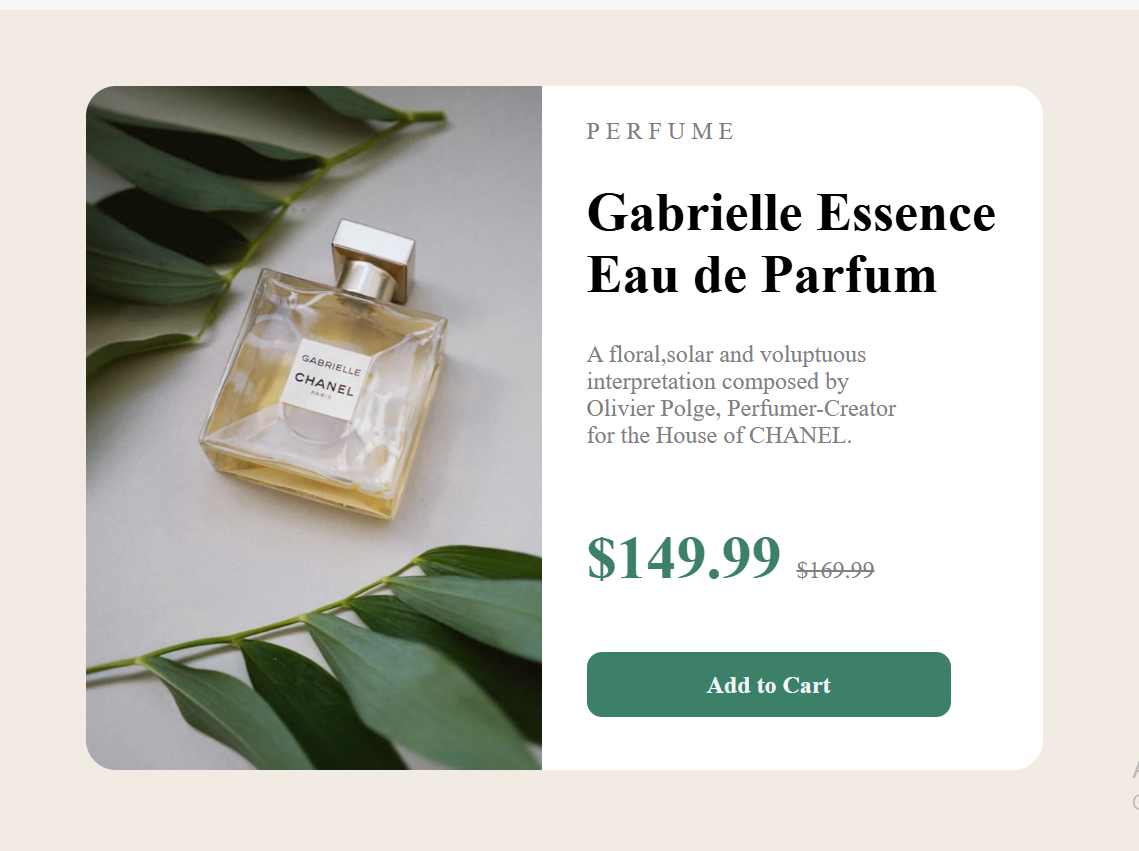 PERFUME
Gabrielle Essence
Eau de Parfum
A floral,solar and voluptuous
interpretation composed by
Olivier Polge, Perfumer-Creator
for the House of CHANEL.
$149.99 $169.99
Add to Cart
GABRIELLE
CHANEL
PARIS